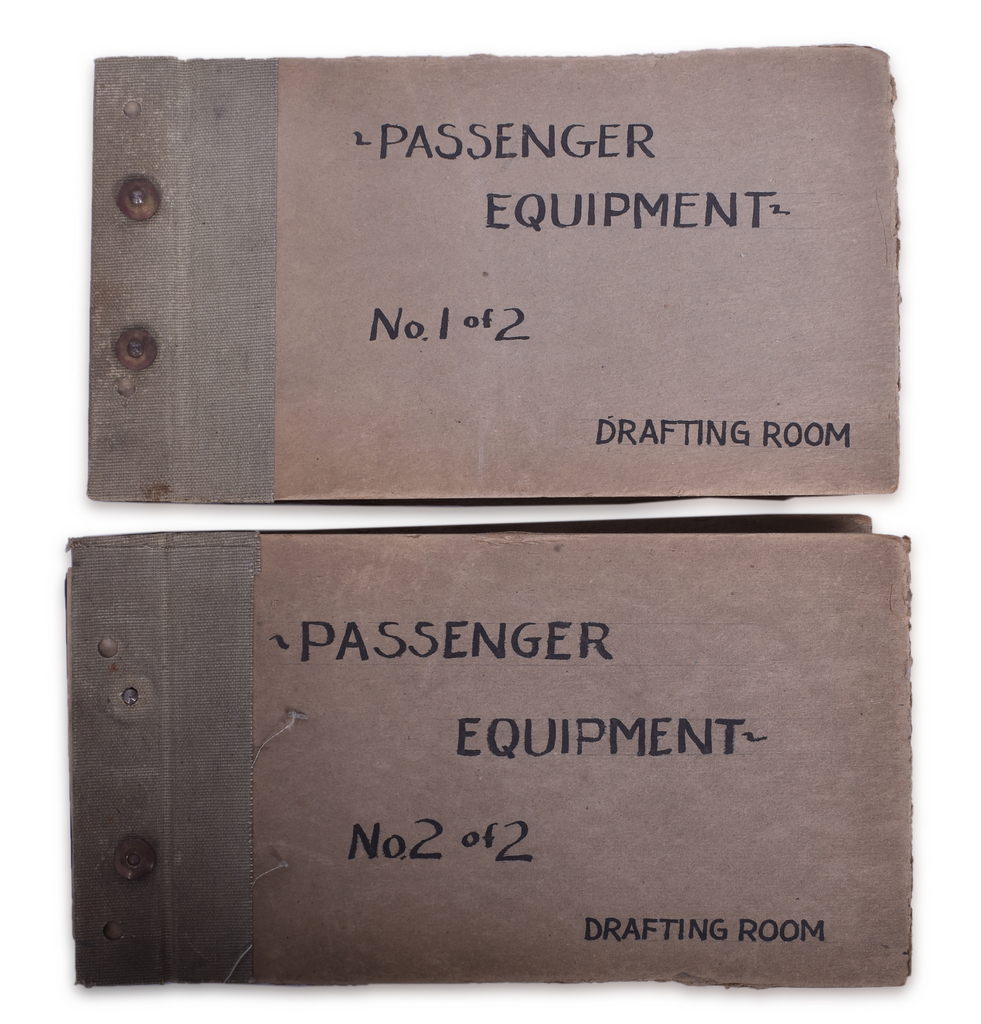 ~PASSENGER
EQUIPMENT~
No. 1 of 2
DRAFTING ROOM
~PASSENGER
EQUIPMENT~
No. 2 of 2
DRAFTING ROOM